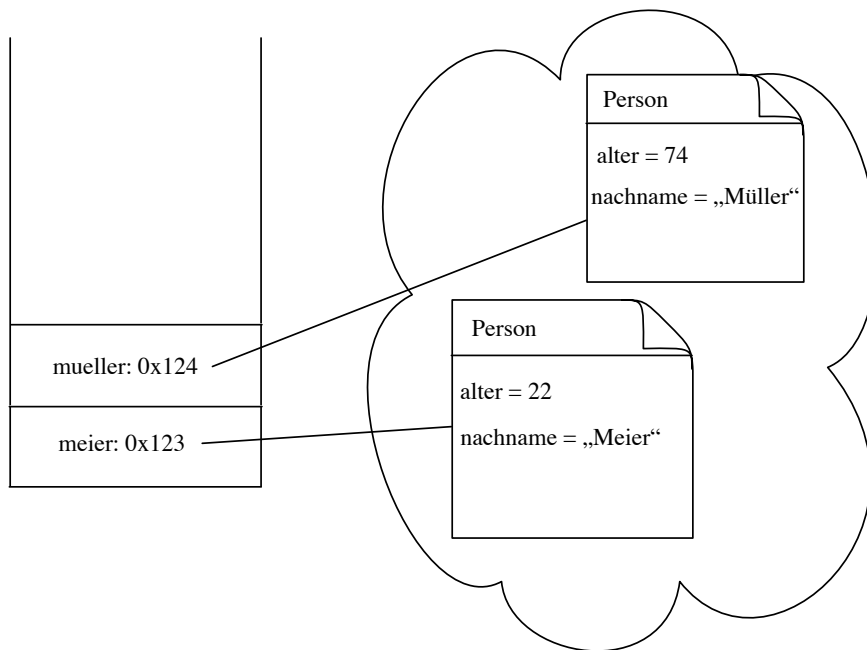 Person
alter = 74
nachname = „Müller“
Person
mueller: 0x124
alter = 22
meier: 0x123
nachname = „Meier“